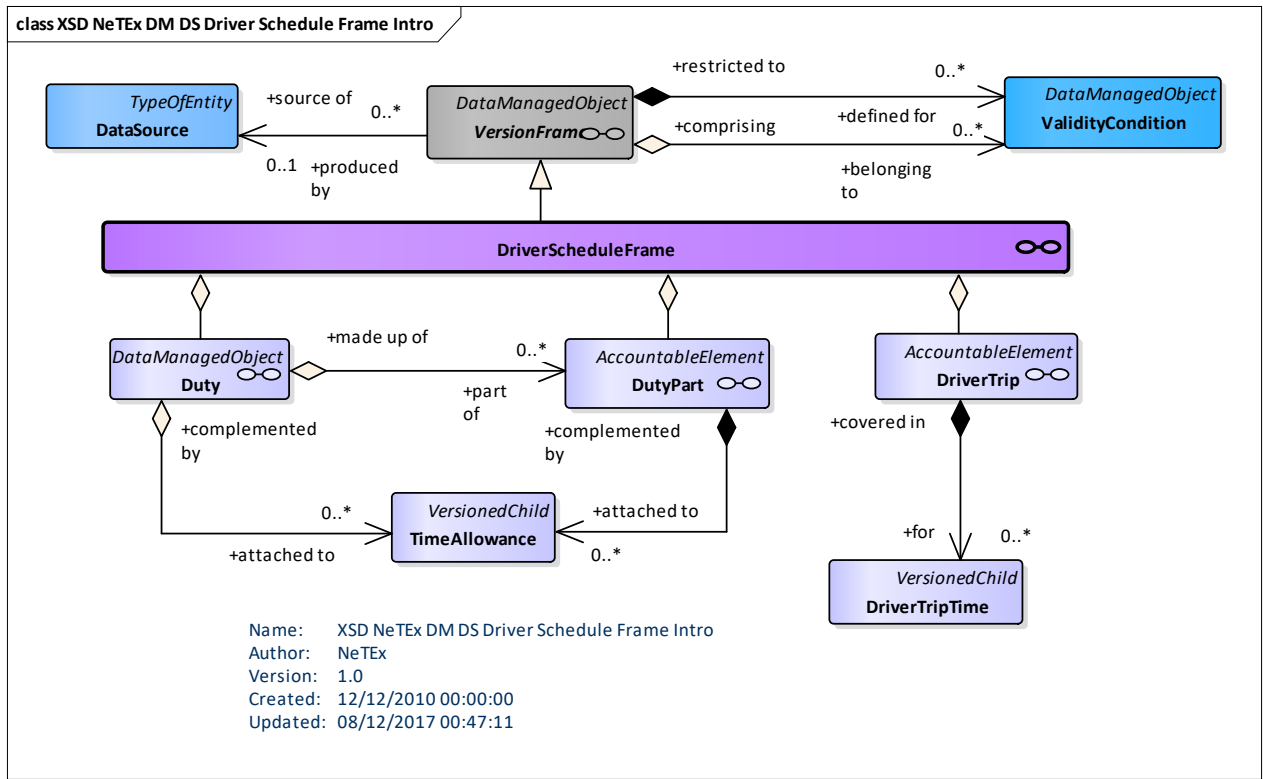 class XSD NeTEx DM DS Driver Schedule Frame Intro
TypeOfEntity
DataSource
+source of
0..*
0..1
+produced
by
DataManagedObject
VersionFrame
+restricted to
0..*
+comprising
+defined for
0..*
+belonging
to
DataManagedObject
ValidityCondition
DriverScheduleFrame
DataManagedObject
Duty
+made up of
0..*
+part
of
AccountableElement
DutyPart
AccountableElement
DriverTrip
+complemented
by
+complemented
by
+covered in
0..*
+attached to
VersionedChild
TimeAllowance
+attached to
0..*
+for
0..*
VersionedChild
DriverTripTime
Name: XSD NeTEx DM DS Driver Schedule Frame Intro
Author: NeTEx
Version: 1.0
Created: 12/12/2010 00:00:00
Updated: 08/12/2017 00:47:11